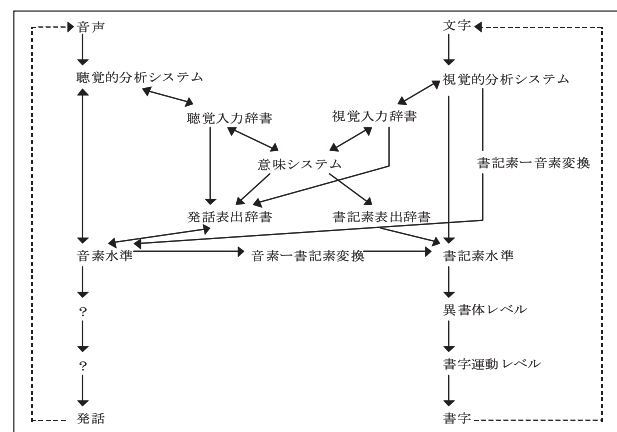 音声 文字
聴覚的分析システム 視覚的分析システム
聴覚入力辞書 視覚入力辞書
意味システム 書記素ー音素変換
発話表出辞書 書記素表出辞書
音素水準 音素ー書記素変換 書記素水準
? 異書体レベル
? 書字運動レベル
発話 書字